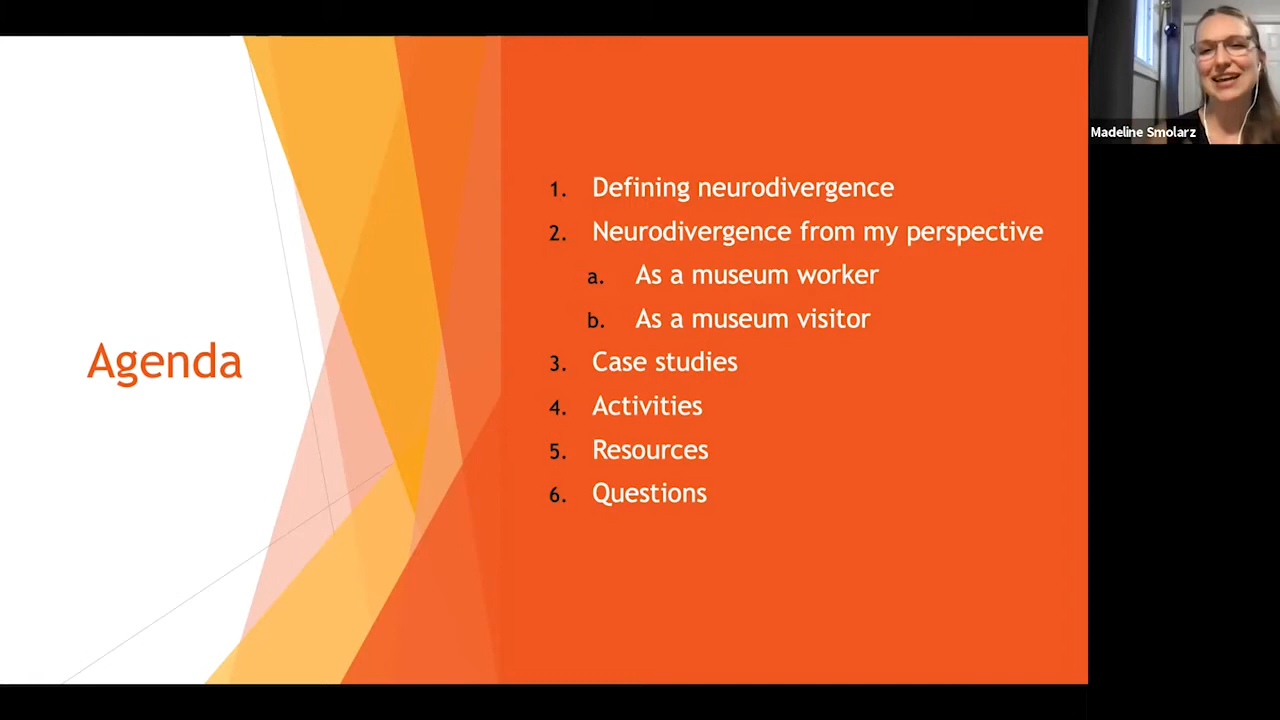 Agenda
1. Defining neurodivergence
2. Neurodivergence from my perspective
a. As a museum worker
b. As a museum visitor
3. Case studies
4. Activities
5. Resources
6. Questions
Madeline Smolarz